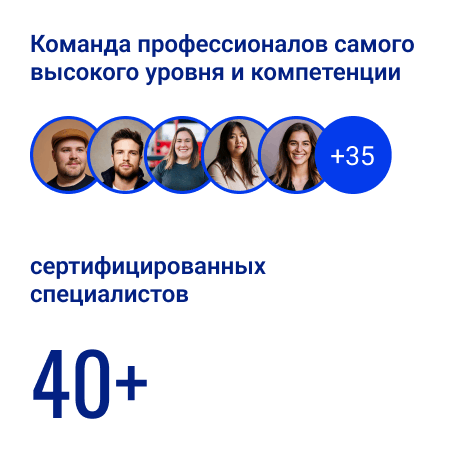 Команда профессионалов самого
высокого уровня и компетенции
+35
сертифицированных
специалистов
40+